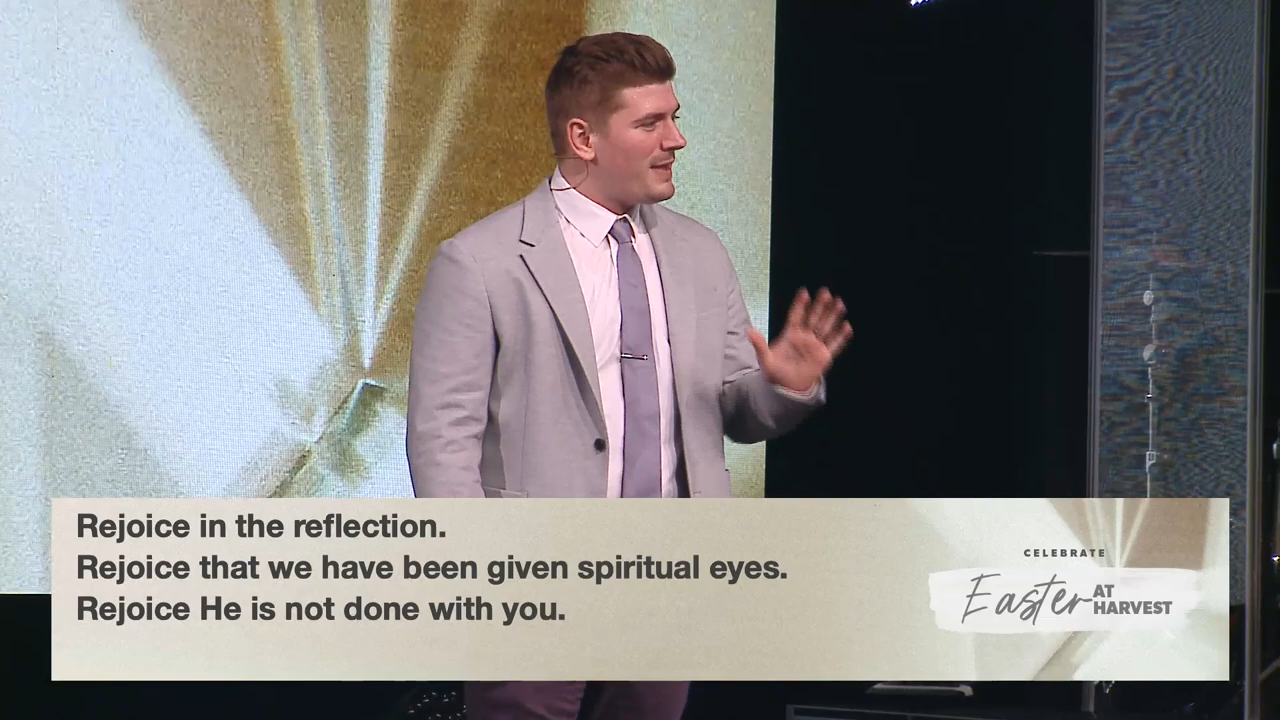 Rejoice in the reflection.
Rejoice that we have been given spiritual eyes.
Rejoice He is not done with you.
CELEBRATE
Easter AT HARVEST